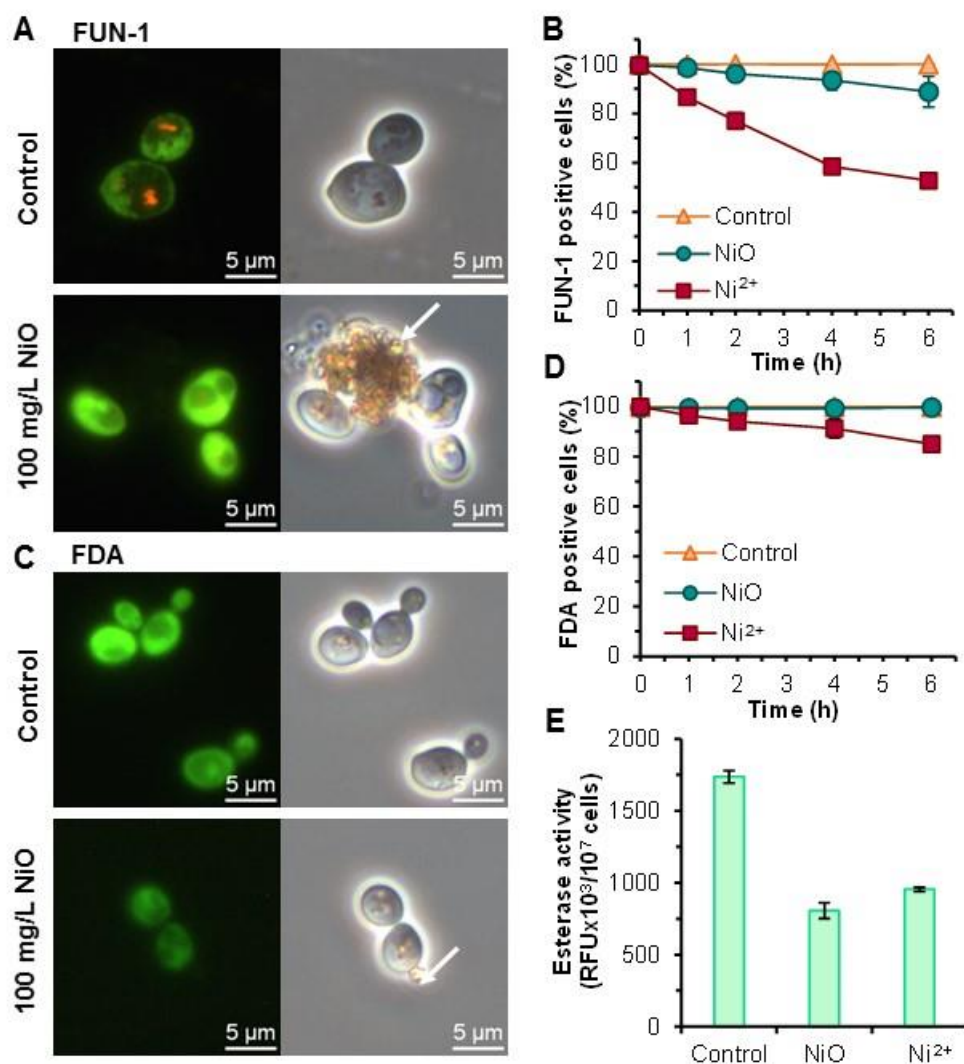 A FUN-1
Control
5 µm
5 µm
100 mg/L NiO
5 µm
5 µm
B
FUN-1 positive cells (%)
100
80
60
40
20
0
Control
NiO
Ni²⁺
0 1 2 3 4 5 6
Time (h)
C FDA
Control
5 µm
5 µm
100 mg/L NiO
5 µm
5 µm
D
FDA positive cells (%)
100
80
60
40
20
0
Control
NiO
Ni²⁺
0 1 2 3 4 5 6
Time (h)
E
Esterase activity
(RFUx10³/10⁷ cells)
2000
1500
1000
500
0
Control NiO Ni²⁺